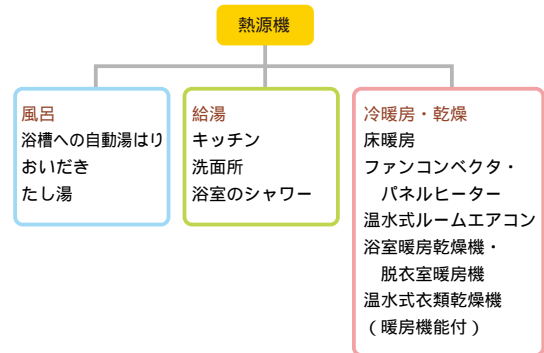 熱源機
風呂
浴槽への自動湯はり
おいだき
たし湯
給湯
キッチン
洗面所
浴室のシャワー
冷暖房・乾燥
床暖房
ファンコンベクタ・
パネルヒーター
温水式ルームエアコン
浴室暖房乾燥機・
脱衣室暖房機
温水式衣類乾燥機
（暖房機能付）